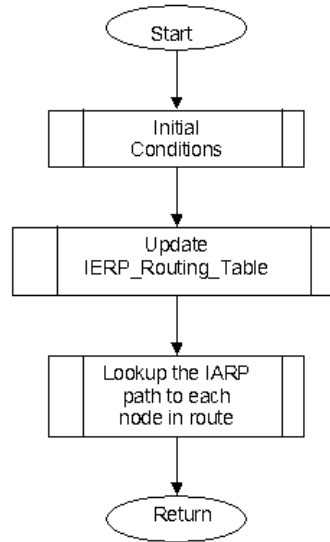 Start
Initial
Conditions
Update
IERP_Routing_Table
Lookup the IARP
path to each
node in route
Return